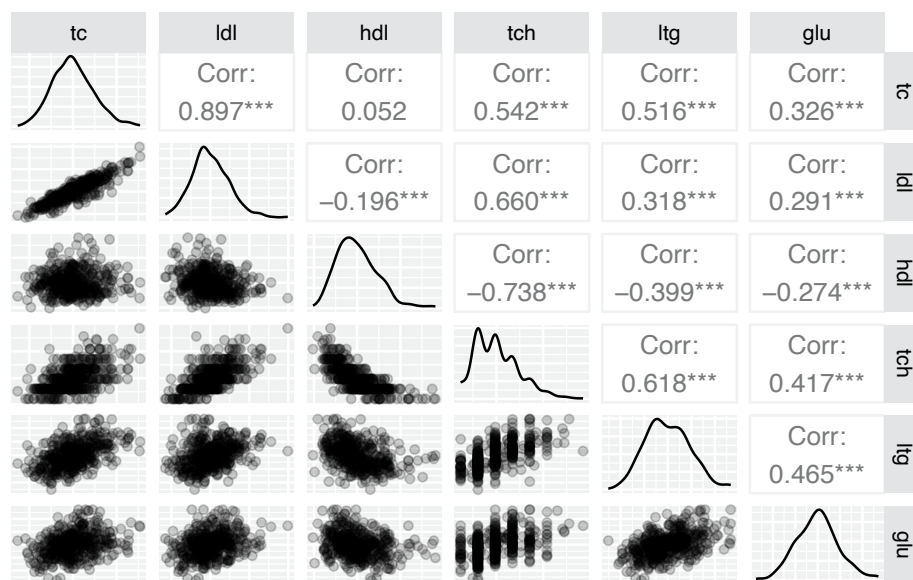 tc ldl hdl tch ltg glu
Corr: Corr: Corr: Corr: Corr:
0.897*** 0.052 0.542*** 0.516*** 0.326***
tc
Corr: Corr: Corr: Corr:
−0.196*** 0.660*** 0.318*** 0.291***
ldl
Corr: Corr: Corr:
−0.738*** −0.399*** −0.274***
hdl
Corr: Corr:
0.618*** 0.417***
tch
Corr:
0.465***
ltg
glu